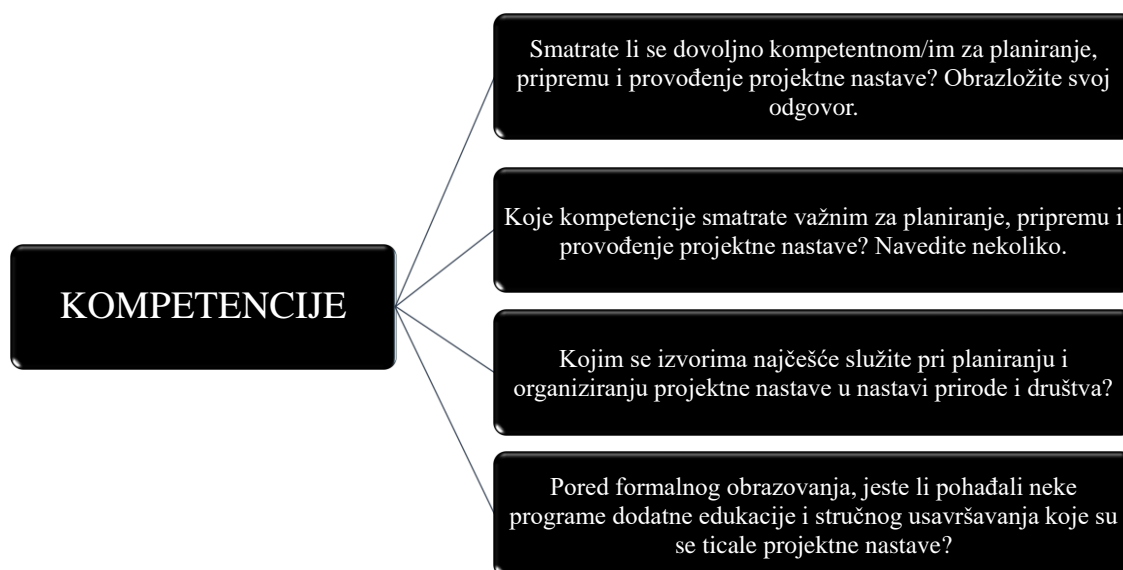 KOMPETENCIJE
Smatrate li se dovoljno kompetentnom/im za planiranje,
pripremu i provođenje projektne nastave? Obrazložite svoj
odgovor.
Koje kompetencije smatrate važnim za planiranje, pripremu i
provođenje projektne nastave? Navedite nekoliko.
Kojim se izvorima najčešće služite pri planiranju i
organiziranju projektne nastave u nastavi prirode i društva?
Pored formalnog obrazovanja, jeste li pohađali neke
programe dodatne edukacije i stručnog usavršavanja koje su
se ticale projektne nastave?